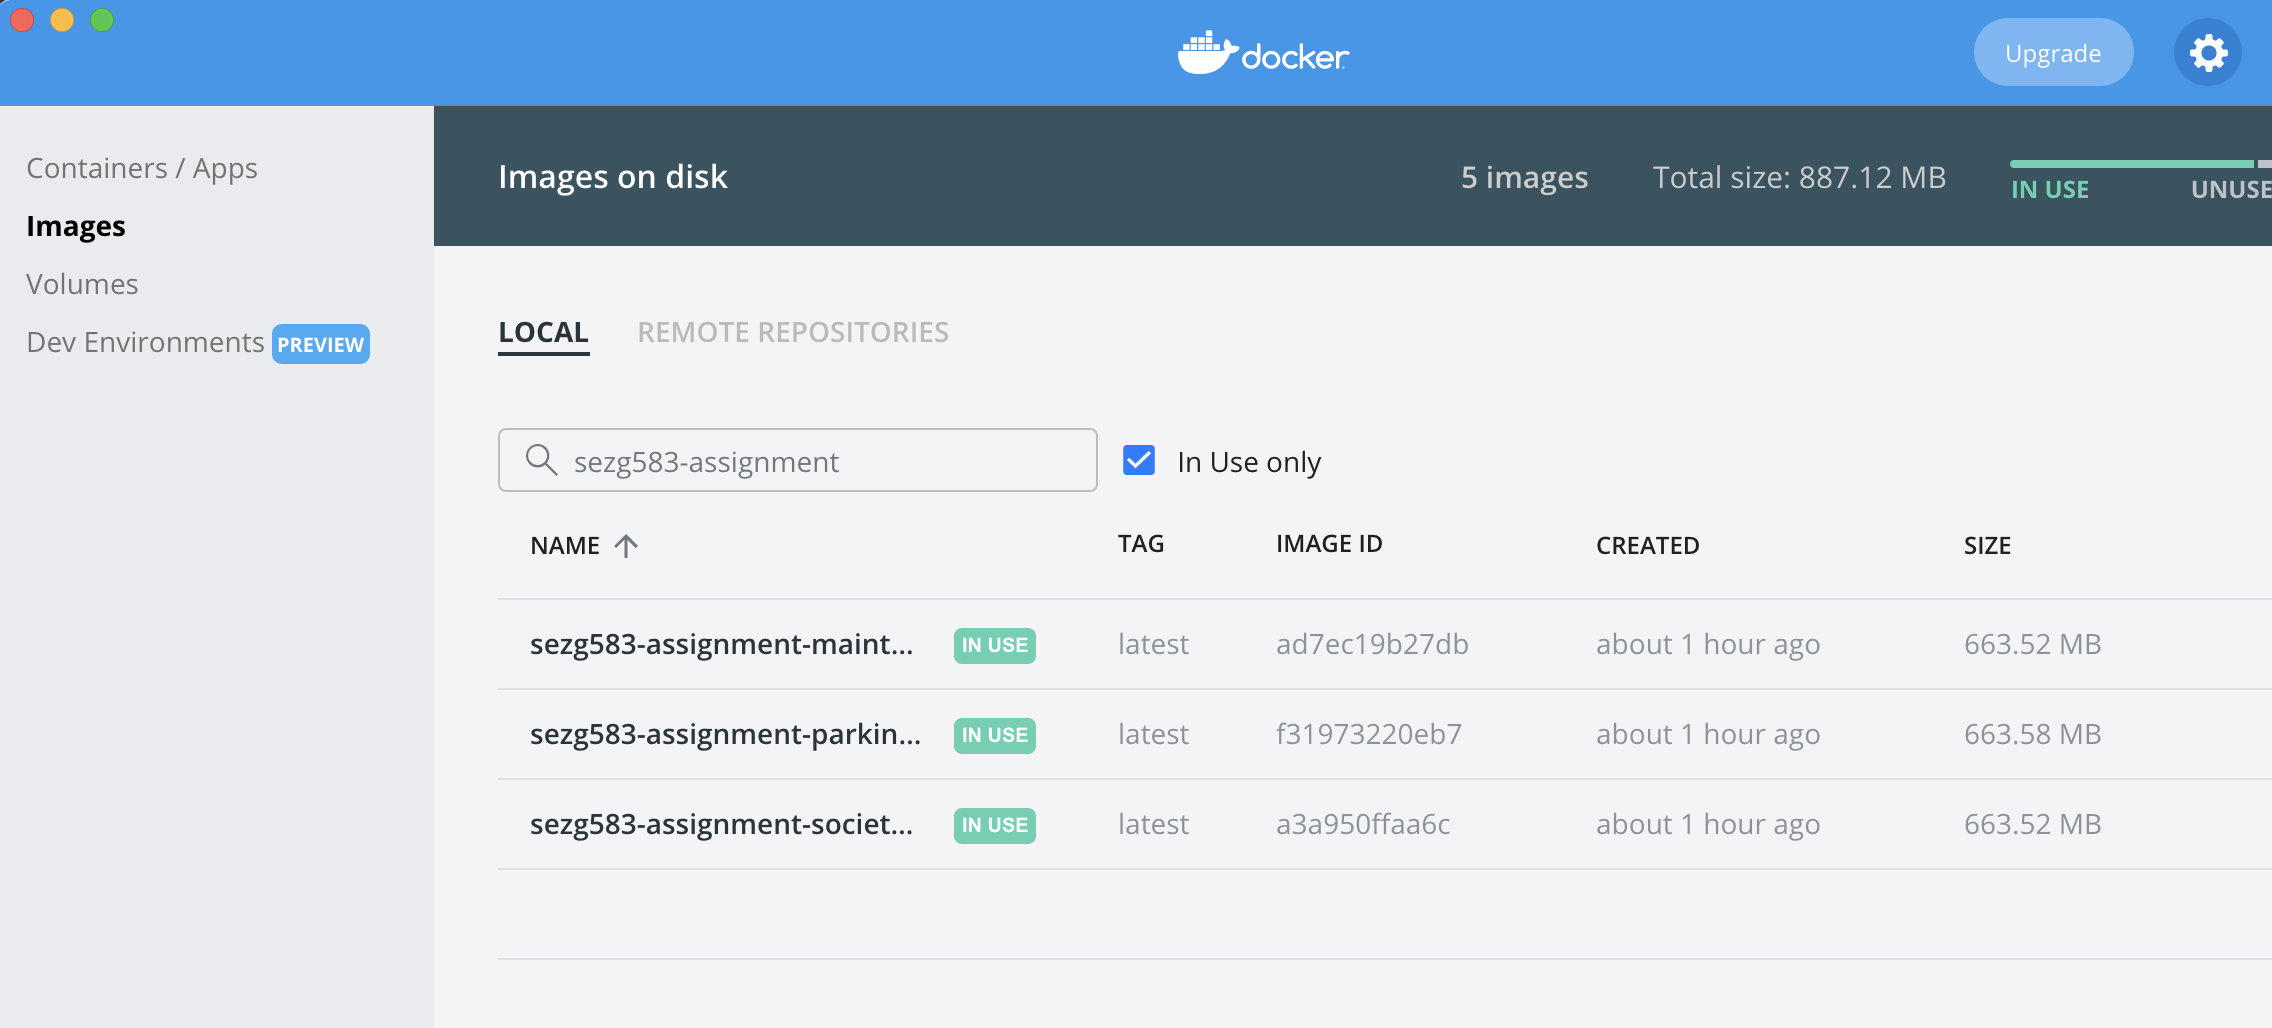 docker
Upgrade
Containers / Apps
Images
Volumes
Dev Environments PREVIEW
Images on disk
5 images
Total size: 887.12 MB
IN USE
UNUSE
LOCAL
REMOTE REPOSITORIES
sezg583-assignment
In Use only
NAME TAG IMAGE ID CREATED SIZE
sezg583-assignment-maint... IN USE latest ad7ec19b27db about 1 hour ago 663.52 MB
sezg583-assignment-parkin... IN USE latest f31973220eb7 about 1 hour ago 663.58 MB
sezg583-assignment-societ... IN USE latest a3a950ffaa6c about 1 hour ago 663.52 MB